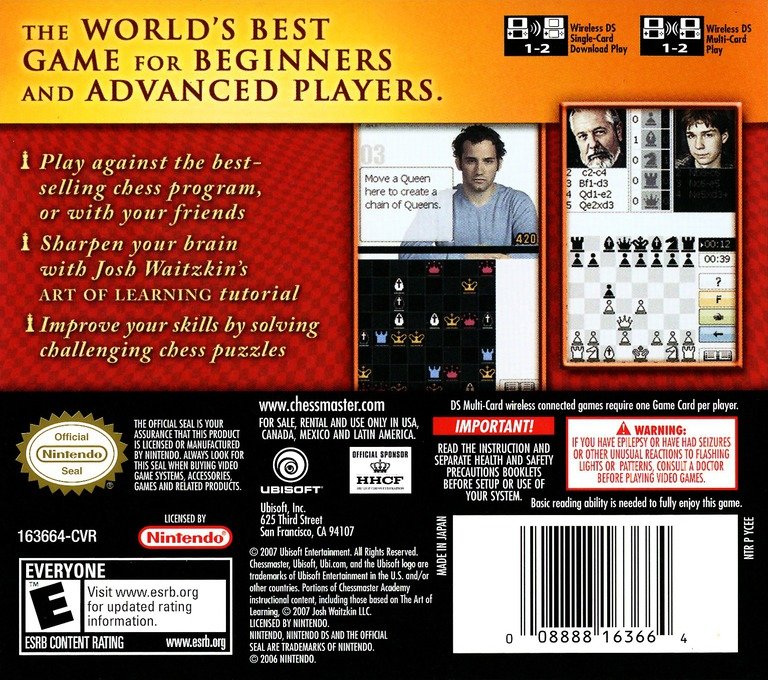 THE WORLD'S BEST
GAME FOR BEGINNERS
AND ADVANCED PLAYERS.
Wireless DS
Single-Card
Download Play
1-2
Wireless DS
Multi-Card
Play
1-2
Play against the best-
selling chess program,
or with your friends
Sharpen your brain
with Josh Waitzkin's
ART OF LEARNING tutorial
Improve your skills by solving
challenging chess puzzles
03
Move a Queen
here to create a
chain of Queens.
420
0
1
0
0
0
2 c2-c4
3 Bf1-d3
4 Qd1-e2
5 Qe2xd3
00:12
00:39
?
F
www.chessmaster.com
FOR SALE, RENTAL AND USE ONLY IN USA,
CANADA, MEXICO AND LATIN AMERICA.
DS Multi-Card wireless connected games require one Game Card per player.
Official
Nintendo
Seal
THE OFFICIAL SEAL IS YOUR
ASSURANCE THAT THIS PRODUCT
IS LICENSED OR MANUFACTURED
BY NINTENDO. ALWAYS LOOK FOR
THIS SEAL WHEN BUYING VIDEO
GAME SYSTEMS, ACCESSORIES,
GAMES AND RELATED PRODUCTS.
UBISOFT
OFFICIAL SPONSOR
HHCF
IMPORTANT!
READ THE INSTRUCTION AND
SEPARATE HEALTH AND SAFETY
PRECAUTIONS BOOKLETS
BEFORE SETUP OR USE OF
YOUR SYSTEM.
WARNING:
IF YOU HAVE EPILEPSY OR HAVE HAD SEIZURES
OR OTHER UNUSUAL REACTIONS TO FLASHING
LIGHTS OR PATTERNS, CONSULT A DOCTOR
BEFORE PLAYING VIDEO GAMES.
Basic reading ability is needed to fully enjoy this game.
163664-CVR
LICENSED BY
Nintendo
Ubisoft, Inc.
625 Third Street
San Francisco, CA 94107
© 2007 Ubisoft Entertainment. All Rights Reserved.
Chessmaster, Ubisoft, Ubi.com, and the Ubisoft logo are
trademarks of Ubisoft Entertainment in the U.S. and/or
other countries. Portions of Chessmaster Academy
instructional content, including those based on The Art of
Learning, © 2007 Josh Waitzkin LLC.
LICENSED BY NINTENDO.
NINTENDO, NINTENDO DS AND THE OFFICIAL
SEAL ARE TRADEMARKS OF NINTENDO.
© 2006 NINTENDO.
EVERYONE
E
TM
Visit www.esrb.org
for updated rating
information.
ESRB CONTENT RATING www.esrb.org
MADE IN JAPAN
NTR P YCEE
0 08888 16366 4